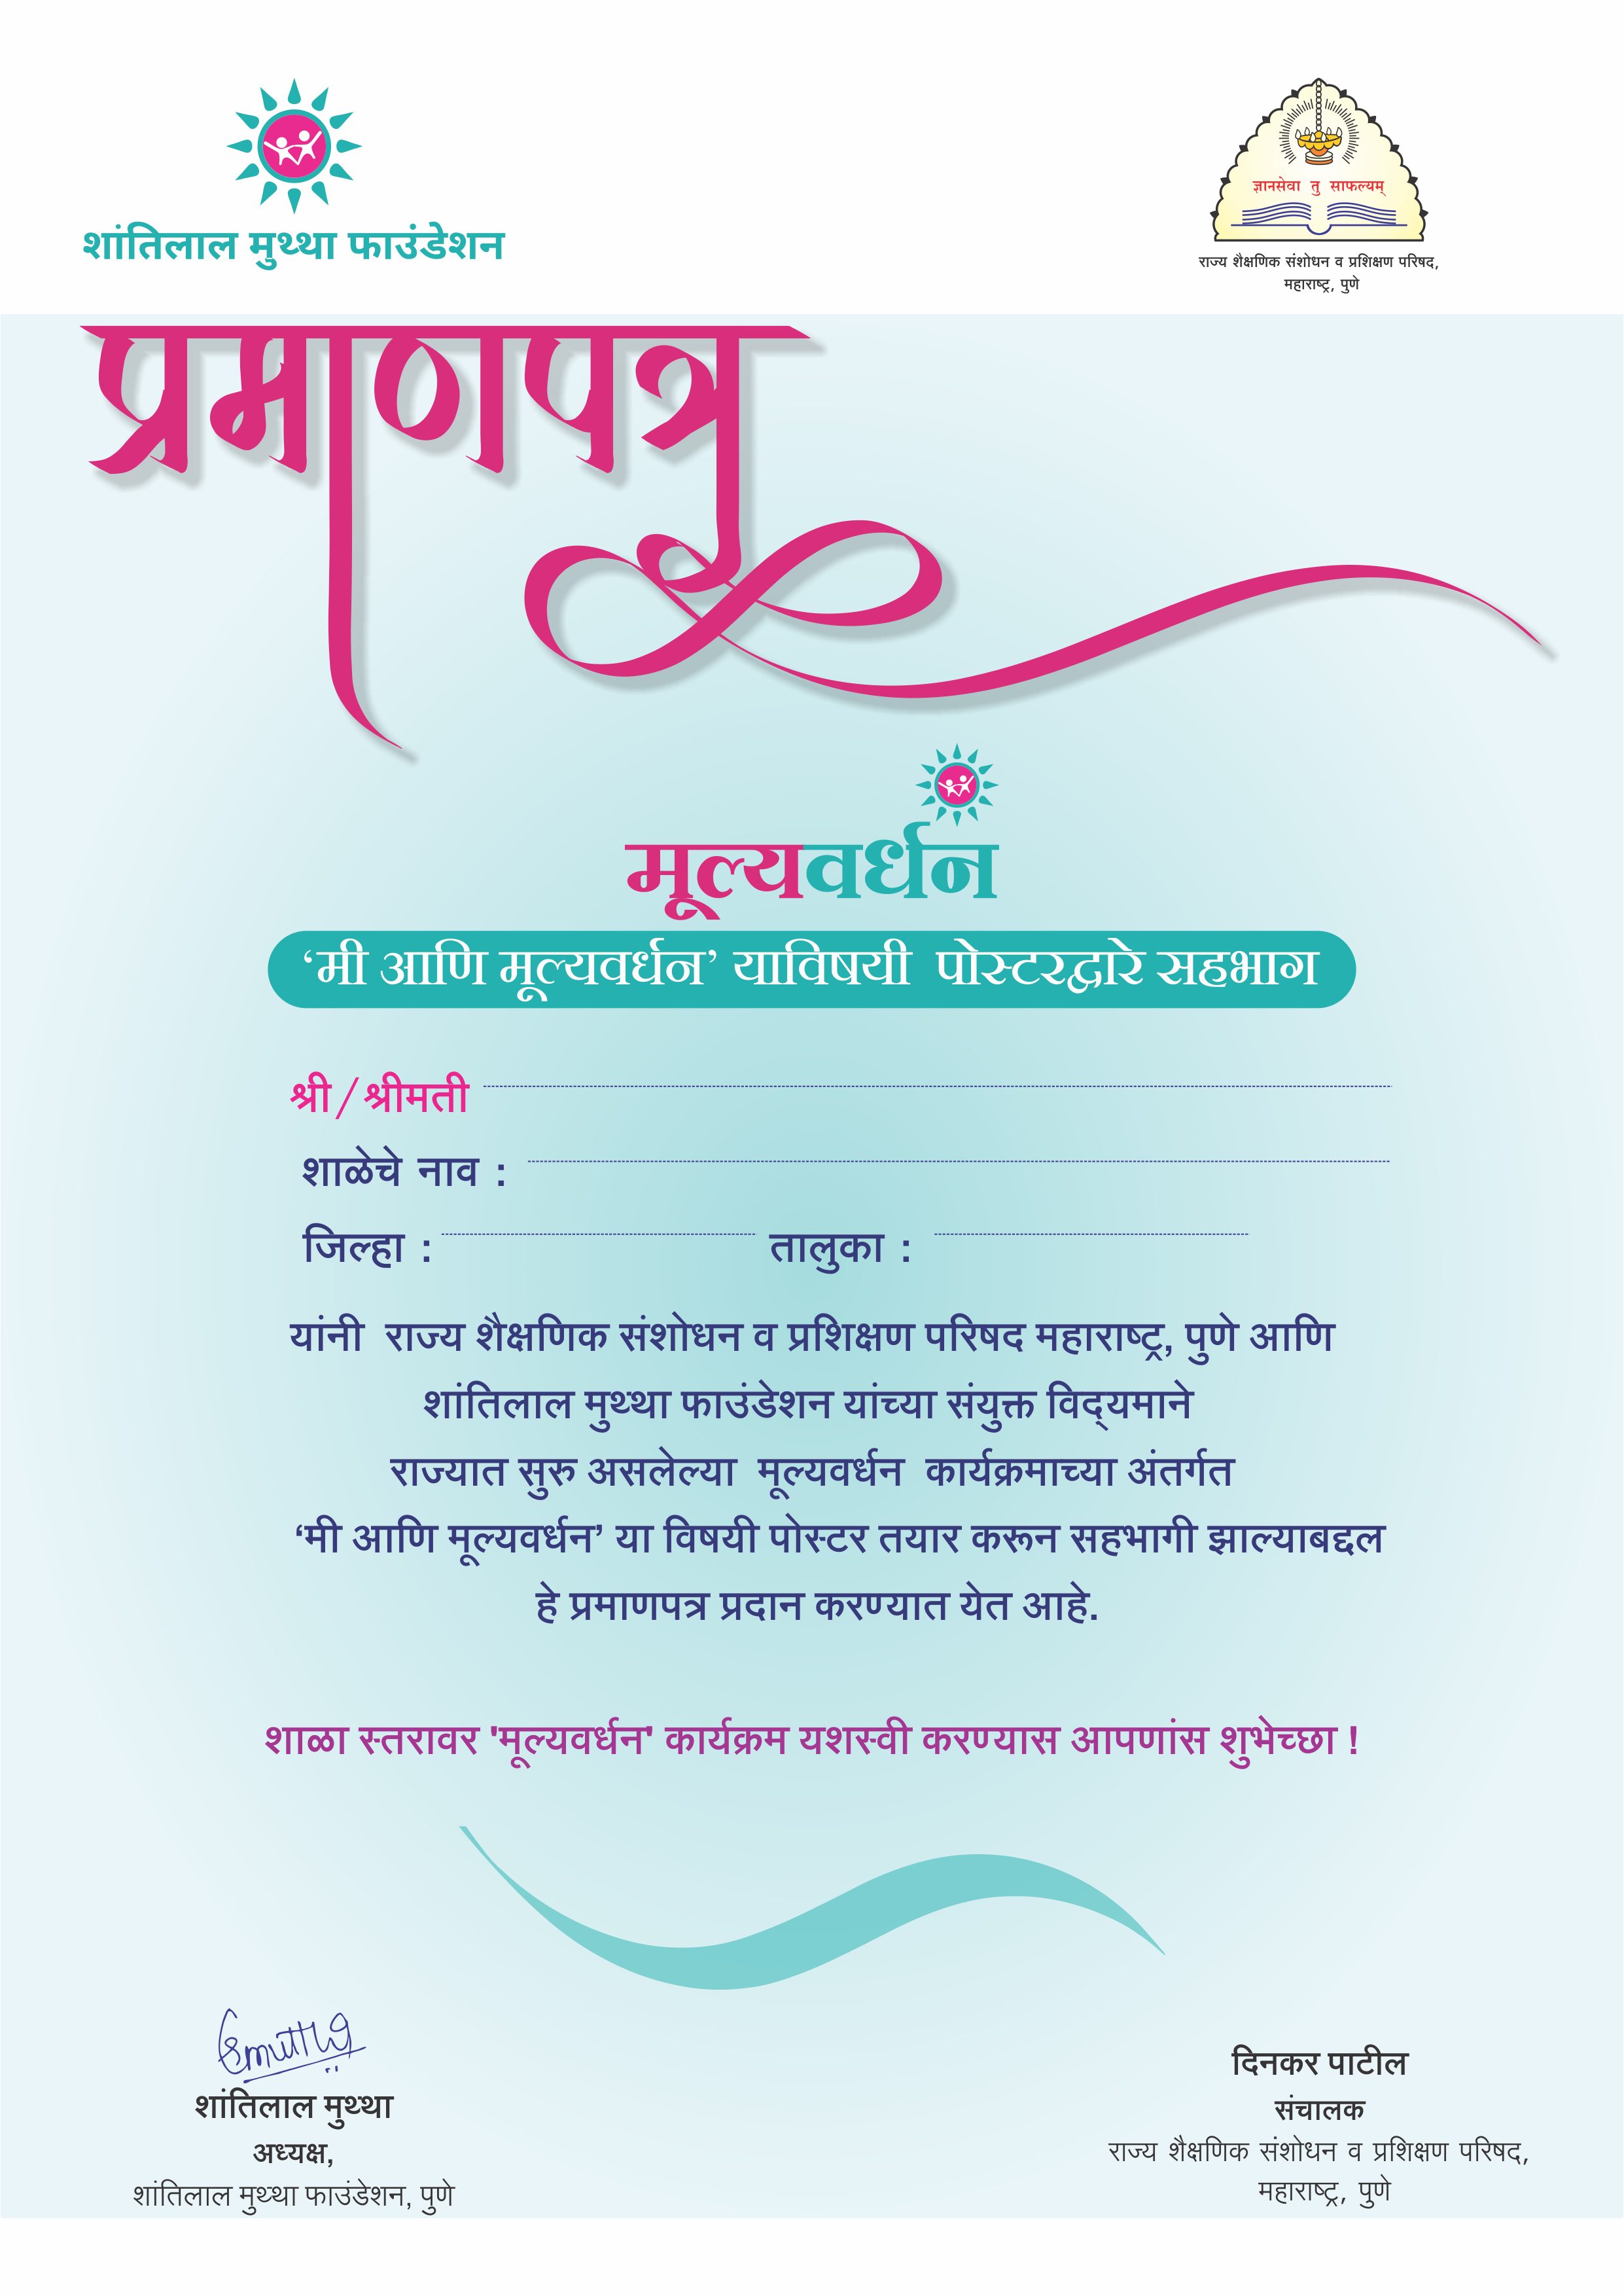 शांतिलाल मुथ्था फाउंडेशन
ज्ञानसेवा तु साफल्यम्
राज्य शैक्षणिक संशोधन व प्रशिक्षण परिषद,
महाराष्ट्र, पुणे
प्रमाणपत्र
मूल्यवर्धन
‘मी आणि मूल्यवर्धन’ याविषयी पोस्टरद्वारे सहभाग
श्री/श्रीमती
शाळेचे नाव :
जिल्हा : तालुका :
यांनी राज्य शैक्षणिक संशोधन व प्रशिक्षण परिषद महाराष्ट्र, पुणे आणि
शांतिलाल मुथ्था फाउंडेशन यांच्या संयुक्त विद्‌यमाने
राज्यात सुरु असलेल्या मूल्यवर्धन कार्यक्रमाच्या अंतर्गत
‘मी आणि मूल्यवर्धन’ या विषयी पोस्टर तयार करून सहभागी झाल्याबद्दल
हे प्रमाणपत्र प्रदान करण्यात येत आहे.
शाळा स्तरावर 'मूल्यवर्धन' कार्यक्रम यशस्वी करण्यास आपणांस शुभेच्छा !
शांतिलाल मुथ्था
अध्यक्ष,
शांतिलाल मुथ्था फाउंडेशन, पुणे
दिनकर पाटील
संचालक
राज्य शैक्षणिक संशोधन व प्रशिक्षण परिषद,
महाराष्ट्र, पुणे